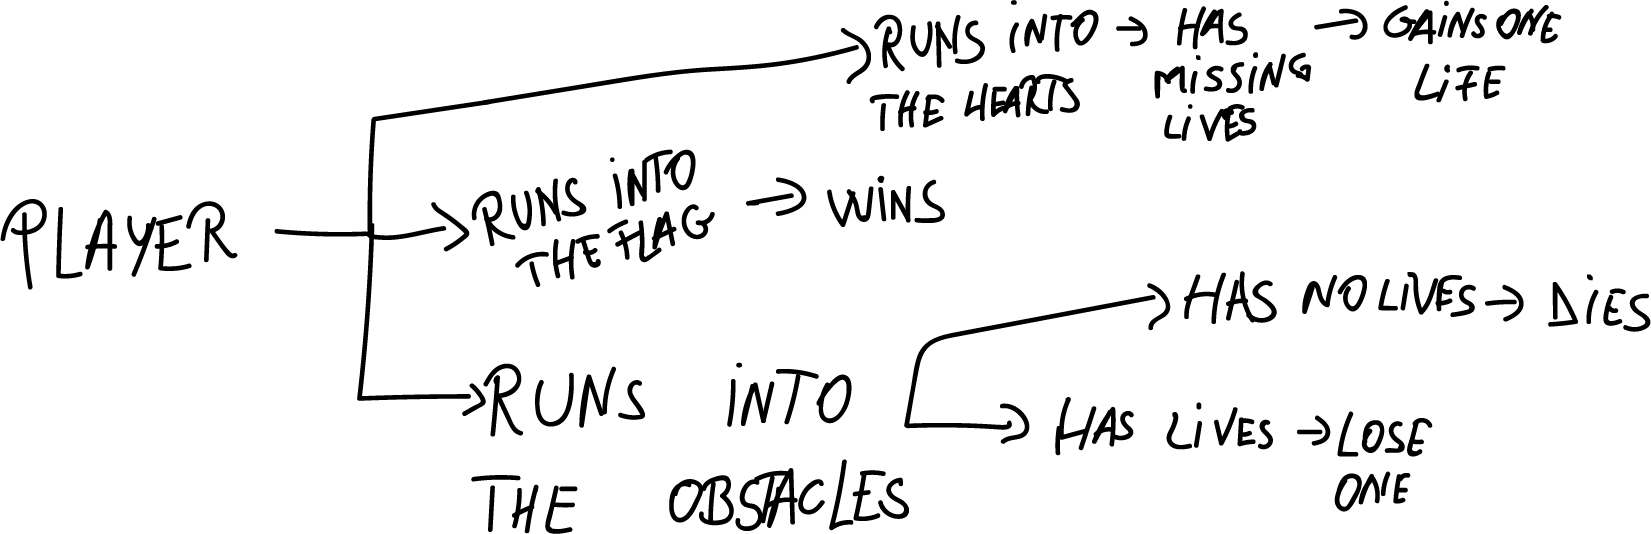 PLAYER
RUNS iNTO
THE HEARTS
HAS
MiSSiNG
LiVES
GAiNS ONE
LiFE
RUNS iNTO
THE FLAG
WiNS
RUNS iNTO
THE OBSTACLES
HAS NO LiVES
DiES
HAS LiVES
LOSE
ONE